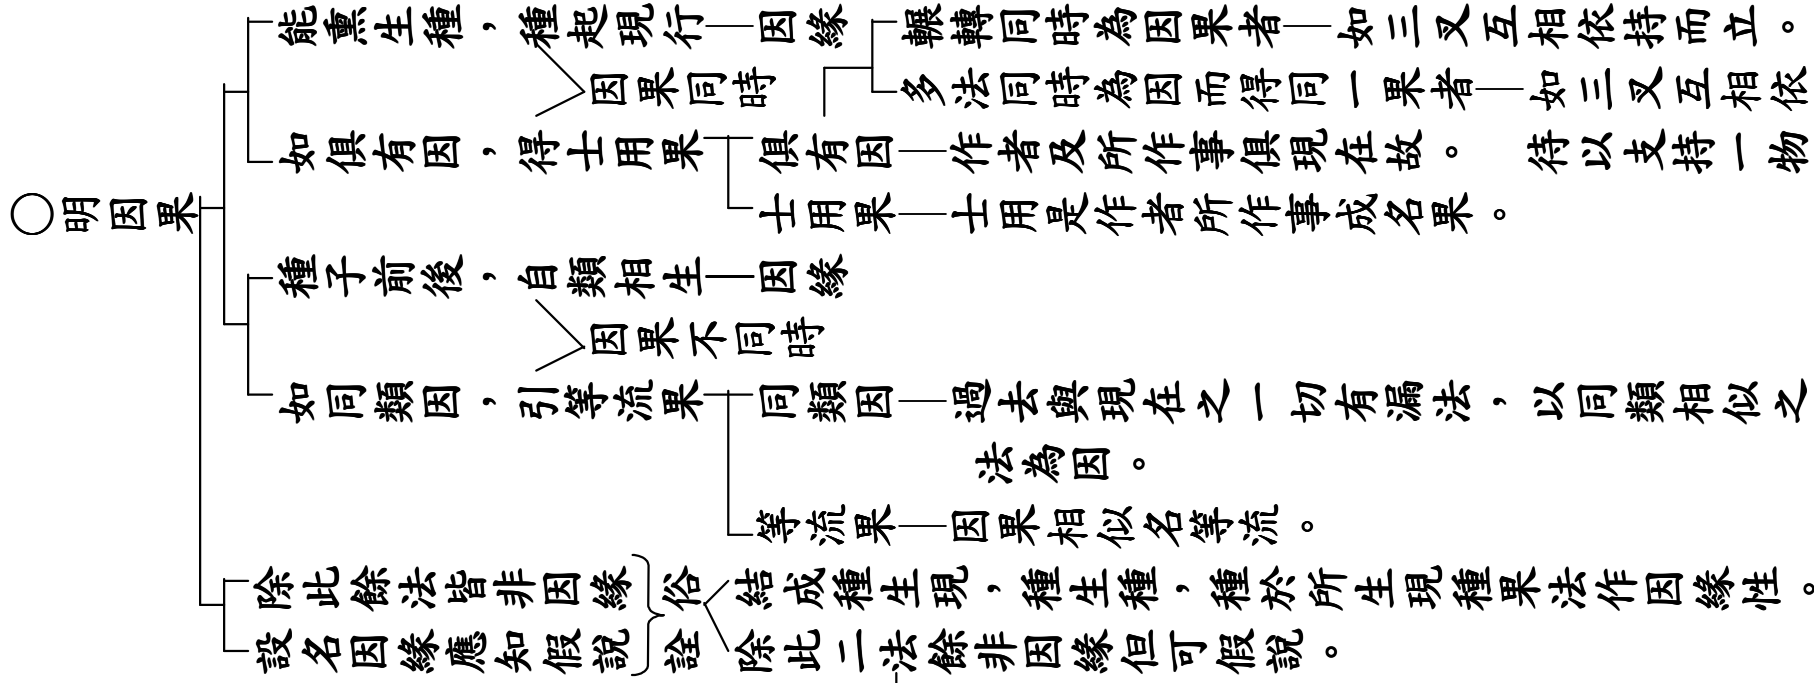 ○明因果
能熏生種，種起現行—因緣
因果同時
如俱有因，得士用果
俱有因—作者及所作事俱現在故。
輾轉同時為因果者—如三叉互相依持而立。
多法同時為因而得同一果者—如三叉互相依
待以支持一物
士用果—士用是作者所作事成名果。
種子前後，自類相生—因緣
因果不同時
如同類因，引等流果
同類因—過去與現在之一切有漏法，以同類相似之
法為因。
等流果—因果相似名等流。
除此餘法皆非因緣
設名因緣應知假說
俗詮
結成種生現，種生種，種於所生現種果法作因緣性。
除此二法餘非因緣但可假說。